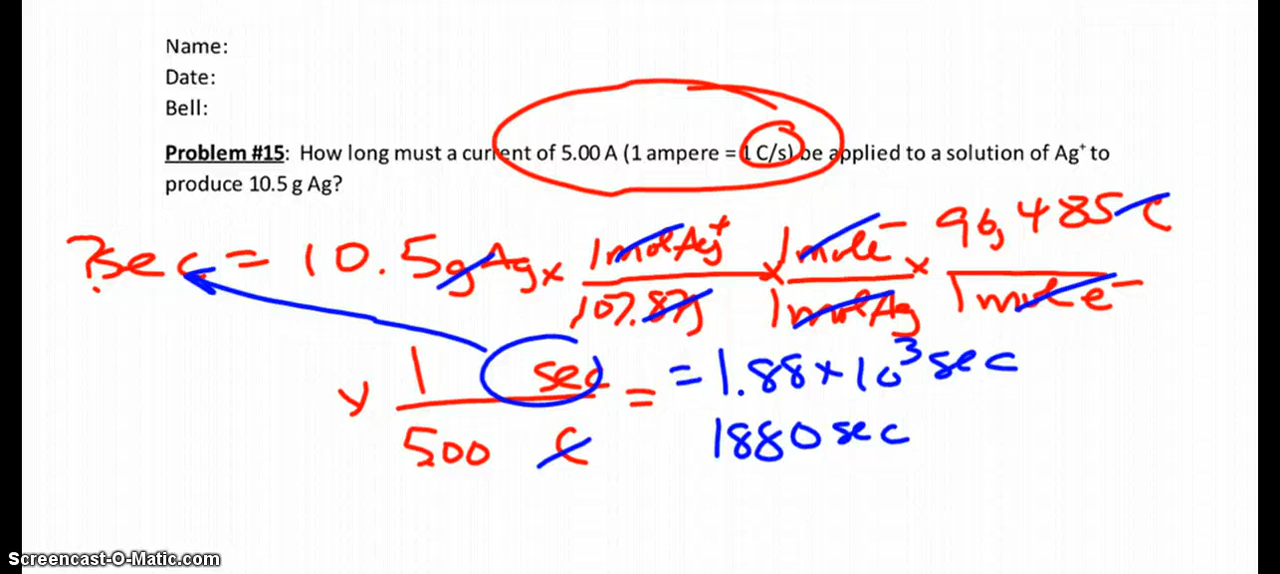 Name:
Date:
Bell:
Problem #15: How long must a current of 5.00 A (1 ampere = 1 C/s) be applied to a solution of Ag⁺ to
produce 10.5 g Ag?
? sec = 10.5 g Ag x 1 mol Ag⁺ / 107.87g x 1 mole⁻ / 1 mol Ag x 96,485 C / 1 mole⁻
x 1 sec / 500 C = = 1.88 x 10³ sec
1880 sec
Screencast-O-Matic.com